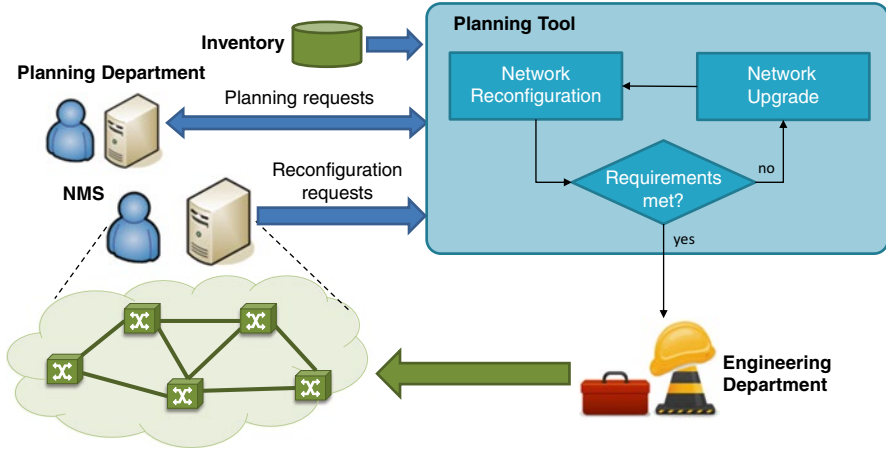 Planning Tool
Inventory
Planning Department
Planning requests
Network
Reconfiguration
Network
Upgrade
Reconfiguration
requests
NMS
Requirements
met?
no
yes
Engineering
Department